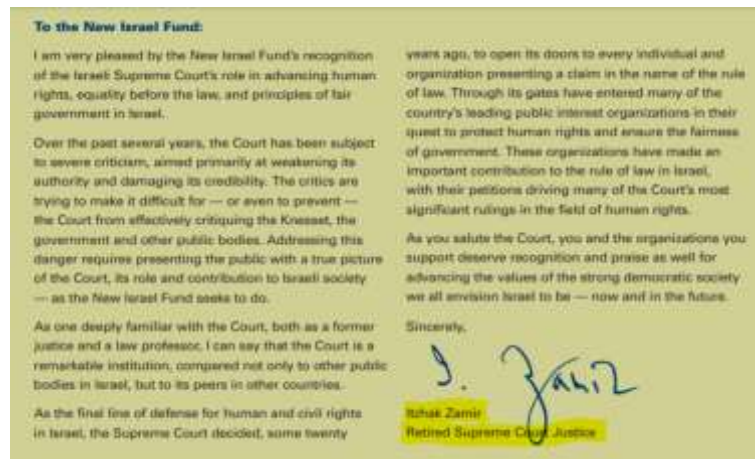 To the New Israel Fund:
I am very pleased by the New Israel Fund's recognition
of the Israeli Supreme Court's role in advancing human
rights, equality before the law, and principles of fair
government in Israel.
Over the past several years, the Court has been subject
to severe criticism, aimed primarily at weakening its
authority and damaging its credibility. The critics are
trying to make it difficult for — or even to prevent —
the Court from effectively critiquing the Knesset, the
government and other public bodies. Addressing this
danger requires presenting the public with a true picture
of the Court, its role and contribution to Israeli society
— as the New Israel Fund seeks to do.
As one deeply familiar with the Court, both as a former
justice and a law professor, I can say that the Court is a
remarkable institution, compared not only to other public
bodies in Israel, but to its peers in other countries.
As the final line of defense for human and civil rights
in Israel, the Supreme Court decided, some twenty
years ago, to open its doors to every individual and
organization presenting a claim in the name of the rule
of law. Through its gates have entered many of the
country's leading public interest organizations in their
quest to protect human rights and ensure the fairness
of government. These organizations have made an
important contribution to the rule of law in Israel,
with their petitions driving many of the Court's most
significant rulings in the field of human rights.
As you salute the Court, you and the organizations you
support deserve recognition and praise as well for
advancing the values of the strong democratic society
we all envision Israel to be — now and in the future.
Sincerely,
I. Zamir
Itzhak Zamir
Retired Supreme Court Justice